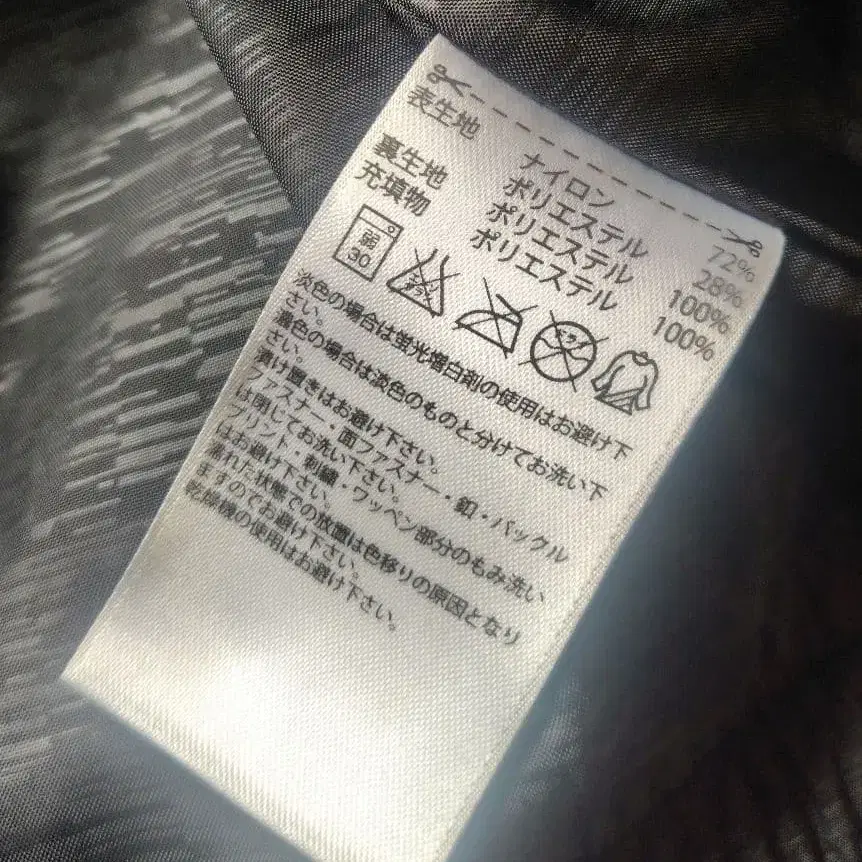 表生地 ナイロン 72%
ポリエステル 28%
裏生地 ポリエステル 100%
充填物 ポリエステル 100%
弱 30 エンソサラシ ドライ
淡色の場合は蛍光増白剤の使用はお避け下
さい。
濃色の場合は淡色のものと分けてお洗い下
さい。
漬け置きはお避け下さい。
ファスナー・面ファスナー・釦・バックル
は閉じてお洗い下さい。
プリント・刺繍・ワッペン部分のもみ洗い
はお避け下さい。
濡れた状態での放置は色移りの原因となり
ますのでお避け下さい。
乾燥機の使用はお避け下さい。